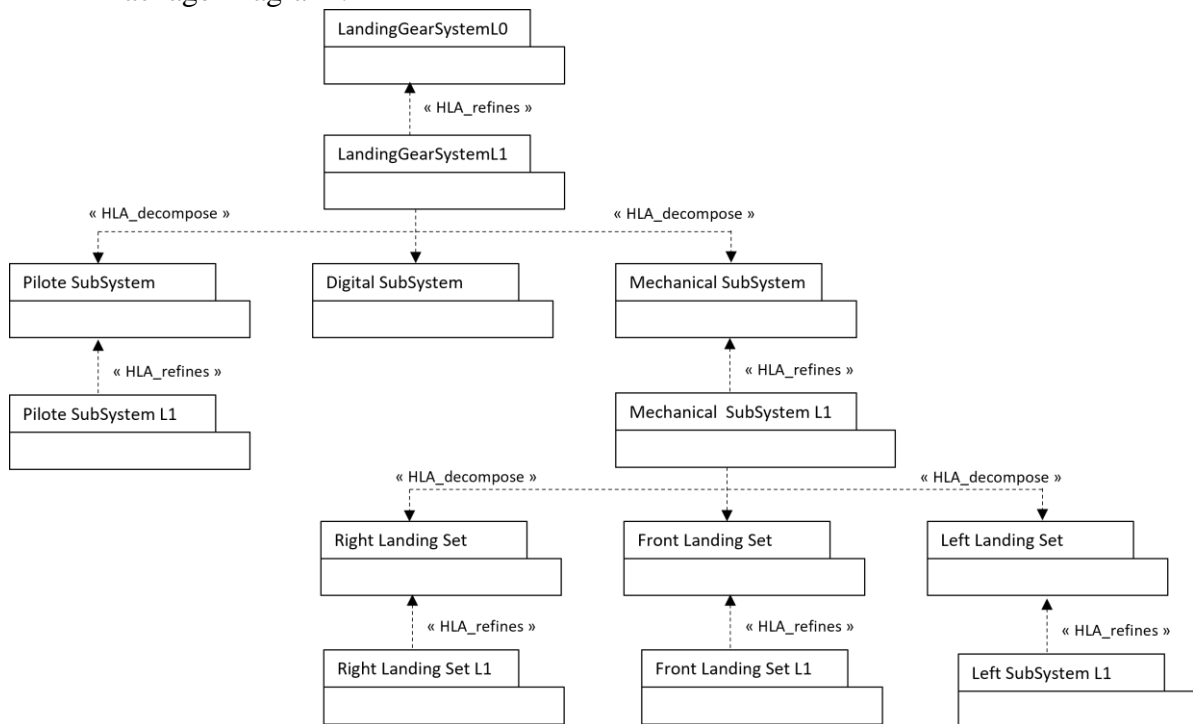 LandingGearSystemL0
« HLA_refines »
LandingGearSystemL1
« HLA_decompose »
« HLA_decompose »
Pilote SubSystem
Digital SubSystem
Mechanical SubSystem
« HLA_refines »
« HLA_refines »
Pilote SubSystem L1
Mechanical SubSystem L1
« HLA_decompose »
« HLA_decompose »
Right Landing Set
Front Landing Set
Left Landing Set
« HLA_refines »
« HLA_refines »
« HLA_refines »
Right Landing Set L1
Front Landing Set L1
Left SubSystem L1